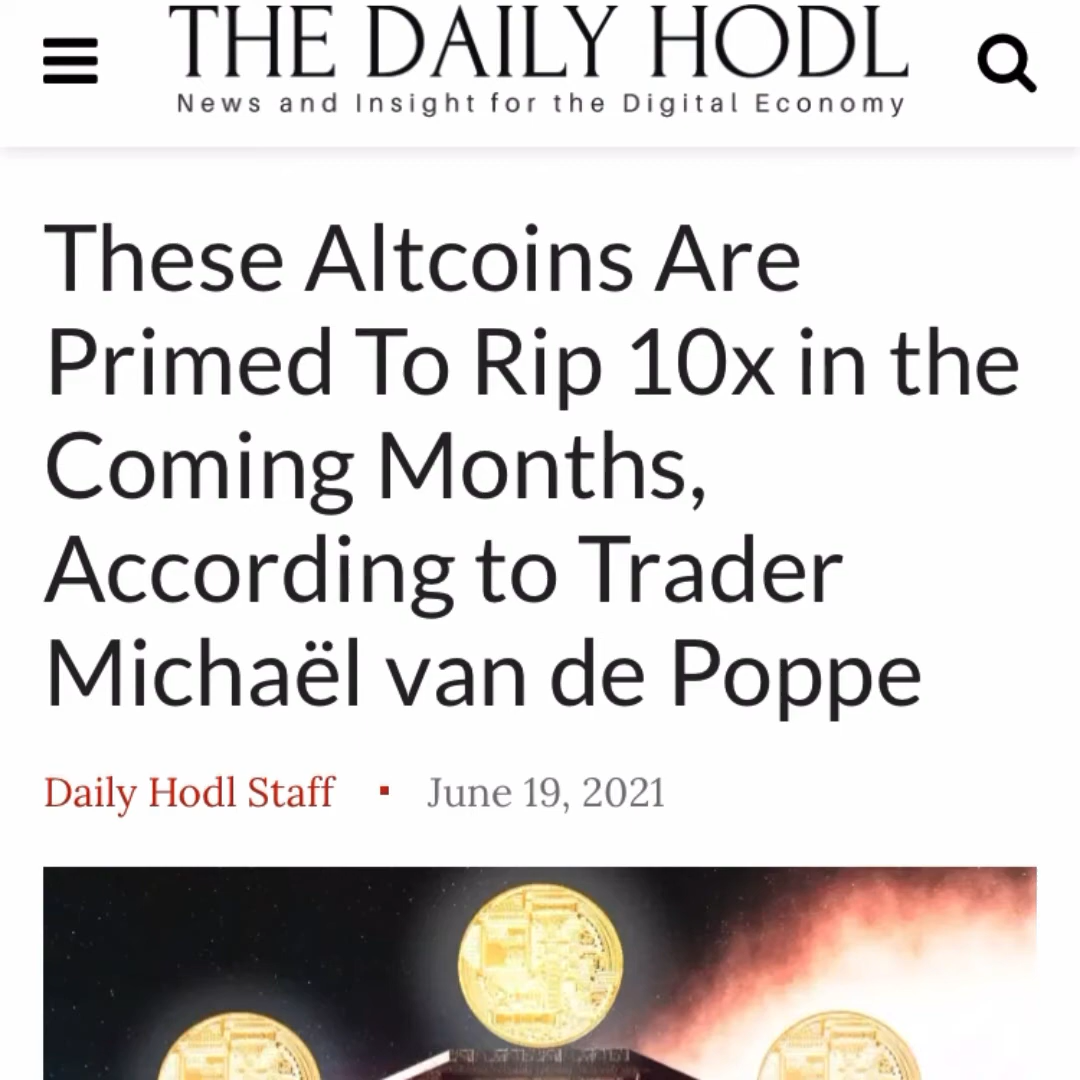 THE DAILY HODL
News and Insight for the Digital Economy
These Altcoins Are
Primed To Rip 10x in the
Coming Months,
According to Trader
Michaël van de Poppe
Daily Hodl Staff ▪ June 19, 2021